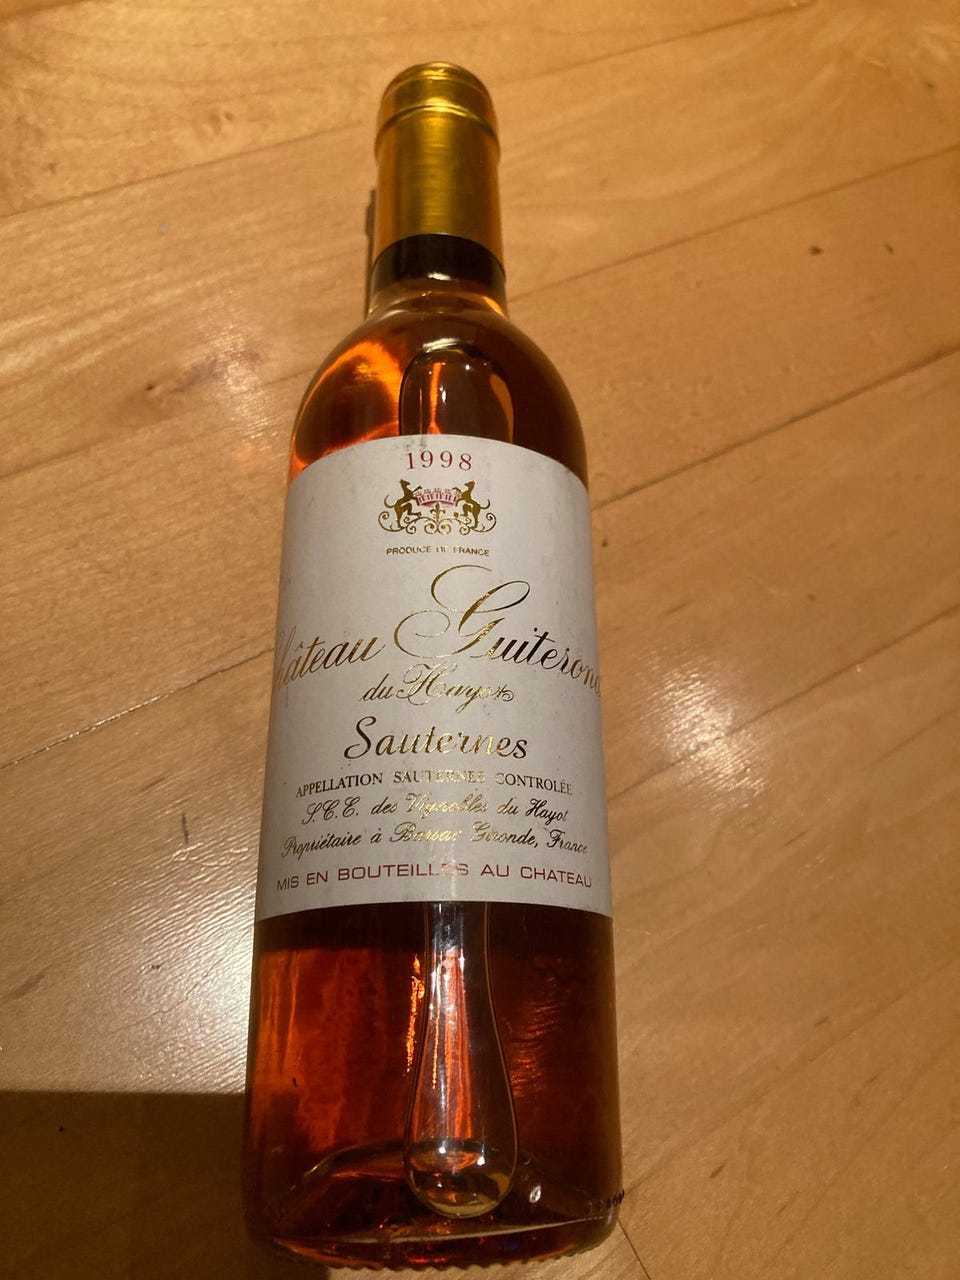 1998
PRODUCE OF FRANCE
Château Guiteronde
du Hayot
Sauternes
APPELLATION SAUTERNES CONTROLÉE
S.C.E. des Vignobles du Hayot
Propriétaire à Barsac Gironde, France
MIS EN BOUTEILLES AU CHATEAU